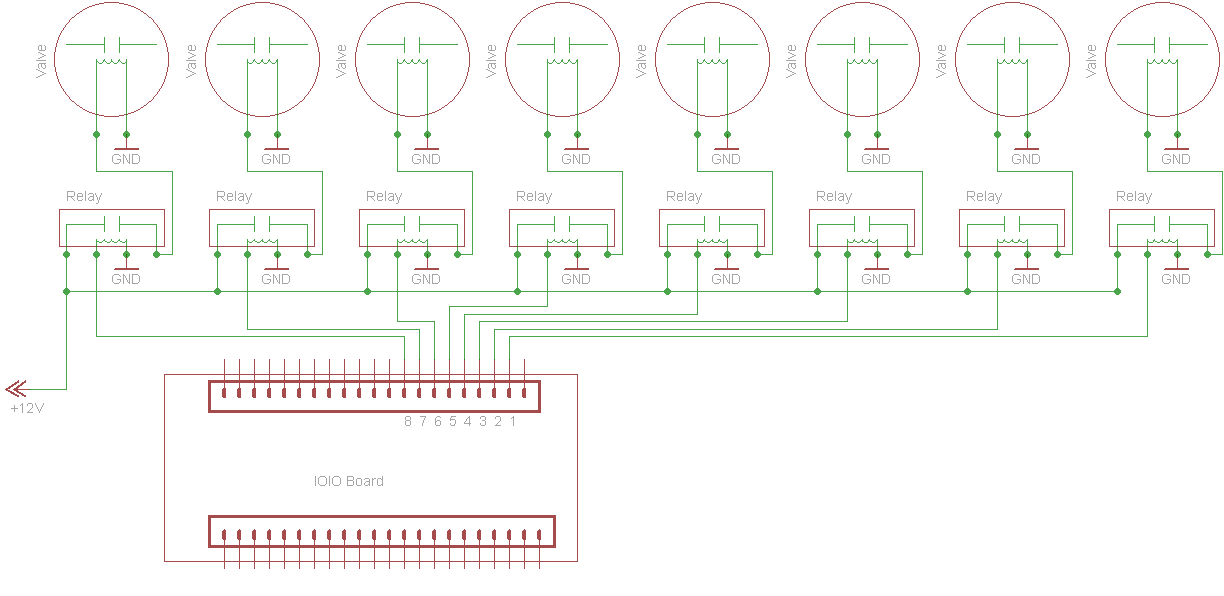 Valve Valve Valve Valve Valve Valve Valve Valve
GND GND GND GND GND GND GND GND
Relay Relay Relay Relay Relay Relay Relay Relay
GND GND GND GND GND GND GND GND
+12V
8 7 6 5 4 3 2 1
IOIO Board